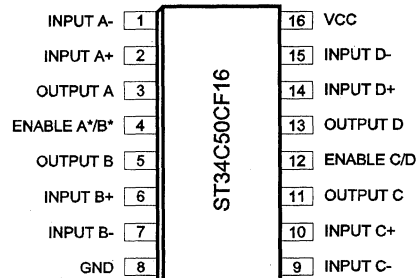 INPUT A- 1
INPUT A+ 2
OUTPUT A 3
ENABLE A*/B* 4
OUTPUT B 5
INPUT B+ 6
INPUT B- 7
GND 8
ST34C50CF16
16 VCC
15 INPUT D-
14 INPUT D+
13 OUTPUT D
12 ENABLE C/D
11 OUTPUT C
10 INPUT C+
9 INPUT C-